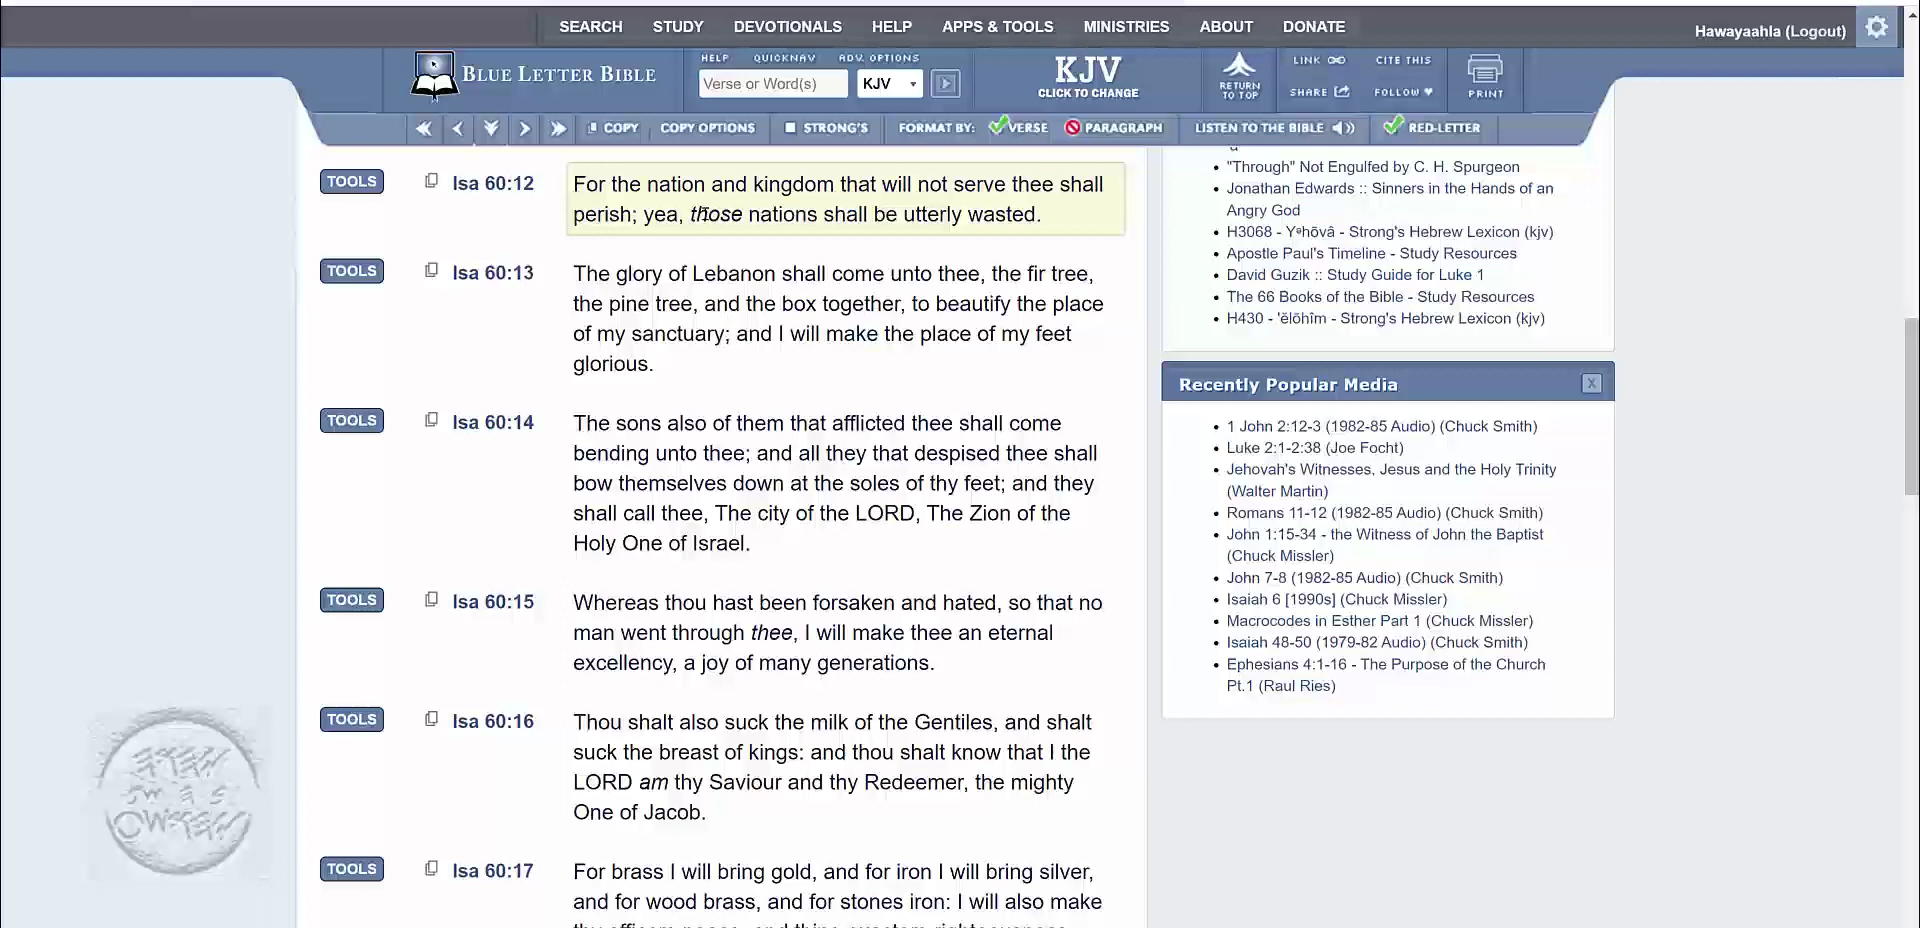 SEARCH STUDY DEVOTIONALS HELP APPS & TOOLS MINISTRIES ABOUT DONATE
Hawayaahla (Logout)
BLUE LETTER BIBLE
HELP QUICKNAV ADV. OPTIONS
Verse or Word(s) KJV
KJV
CLICK TO CHANGE
RETURN
TO TOP
LINK CITE THIS
SHARE FOLLOW
PRINT
COPY COPY OPTIONS STRONG'S FORMAT BY: VERSE PARAGRAPH LISTEN TO THE BIBLE RED-LETTER
TOOLS Isa 60:12 For the nation and kingdom that will not serve thee shall
perish; yea, those nations shall be utterly wasted.
TOOLS Isa 60:13 The glory of Lebanon shall come unto thee, the fir tree,
the pine tree, and the box together, to beautify the place
of my sanctuary; and I will make the place of my feet
glorious.
TOOLS Isa 60:14 The sons also of them that afflicted thee shall come
bending unto thee; and all they that despised thee shall
bow themselves down at the soles of thy feet; and they
shall call thee, The city of the LORD, The Zion of the
Holy One of Israel.
TOOLS Isa 60:15 Whereas thou hast been forsaken and hated, so that no
man went through thee, I will make thee an eternal
excellency, a joy of many generations.
TOOLS Isa 60:16 Thou shalt also suck the milk of the Gentiles, and shalt
suck the breast of kings: and thou shalt know that I the
LORD am thy Saviour and thy Redeemer, the mighty
One of Jacob.
TOOLS Isa 60:17 For brass I will bring gold, and for iron I will bring silver,
and for wood brass, and for stones iron: I will also make
"Through" Not Engulfed by C. H. Spurgeon
Jonathan Edwards :: Sinners in the Hands of an
Angry God
H3068 - Yᵊhōvâ - Strong's Hebrew Lexicon (kjv)
Apostle Paul's Timeline - Study Resources
David Guzik :: Study Guide for Luke 1
The 66 Books of the Bible - Study Resources
H430 - 'ĕlōhîm - Strong's Hebrew Lexicon (kjv)
Recently Popular Media X
1 John 2:12-3 (1982-85 Audio) (Chuck Smith)
Luke 2:1-2:38 (Joe Focht)
Jehovah's Witnesses, Jesus and the Holy Trinity
(Walter Martin)
Romans 11-12 (1982-85 Audio) (Chuck Smith)
John 1:15-34 - the Witness of John the Baptist
(Chuck Missler)
John 7-8 (1982-85 Audio) (Chuck Smith)
Isaiah 6 [1990s] (Chuck Missler)
Macrocodes in Esther Part 1 (Chuck Missler)
Isaiah 48-50 (1979-82 Audio) (Chuck Smith)
Ephesians 4:1-16 - The Purpose of the Church
Pt.1 (Raul Ries)